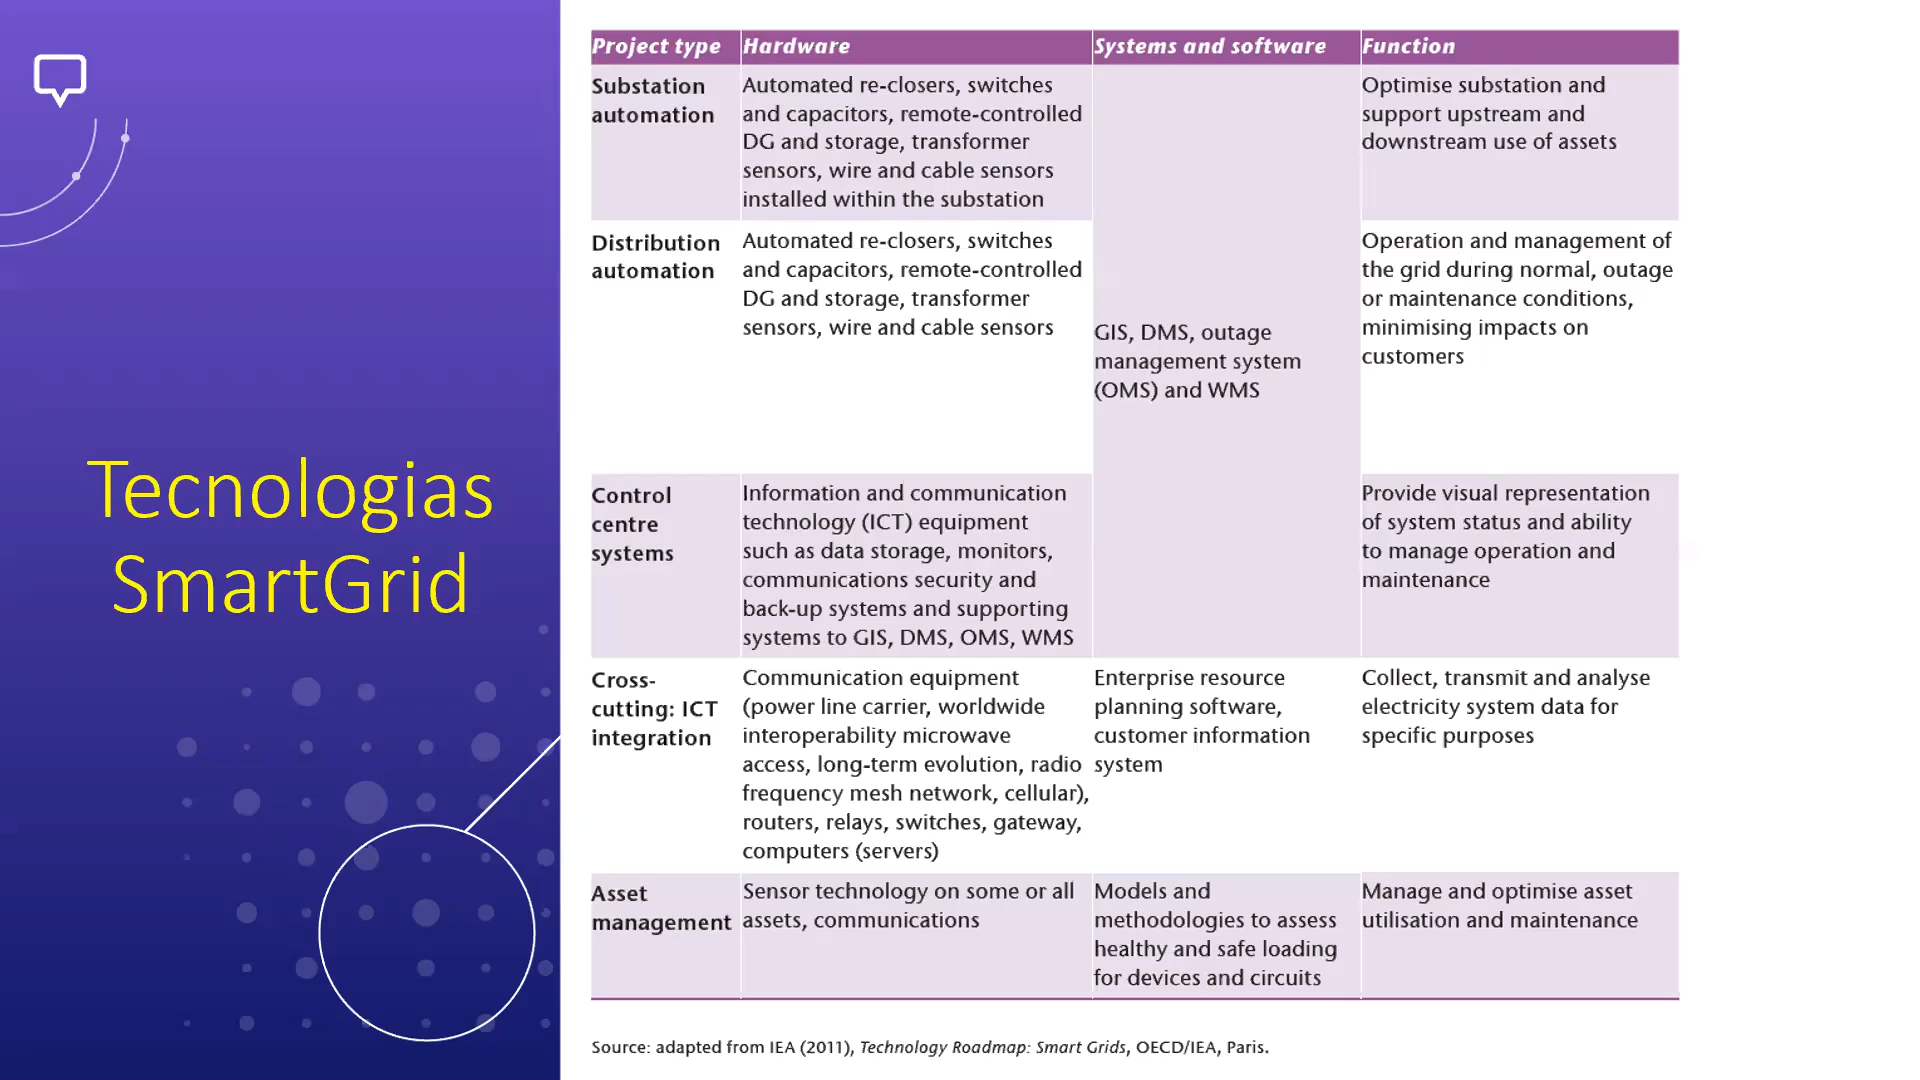 Tecnologias
SmartGrid
Project type Hardware Systems and software Function
Substation
automation
Automated re-closers, switches
and capacitors, remote-controlled
DG and storage, transformer
sensors, wire and cable sensors
installed within the substation
GIS, DMS, outage
management system
(OMS) and WMS
Optimise substation and
support upstream and
downstream use of assets
Distribution
automation
Automated re-closers, switches
and capacitors, remote-controlled
DG and storage, transformer
sensors, wire and cable sensors
Operation and management of
the grid during normal, outage
or maintenance conditions,
minimising impacts on
customers
Control
centre
systems
Information and communication
technology (ICT) equipment
such as data storage, monitors,
communications security and
back-up systems and supporting
systems to GIS, DMS, OMS, WMS
Provide visual representation
of system status and ability
to manage operation and
maintenance
Cross-
cutting: ICT
integration
Communication equipment
(power line carrier, worldwide
interoperability microwave
access, long-term evolution, radio
frequency mesh network, cellular),
routers, relays, switches, gateway,
computers (servers)
Enterprise resource
planning software,
customer information
system
Collect, transmit and analyse
electricity system data for
specific purposes
Asset
management
Sensor technology on some or all
assets, communications
Models and
methodologies to assess
healthy and safe loading
for devices and circuits
Manage and optimise asset
utilisation and maintenance
Source: adapted from IEA (2011), Technology Roadmap: Smart Grids, OECD/IEA, Paris.